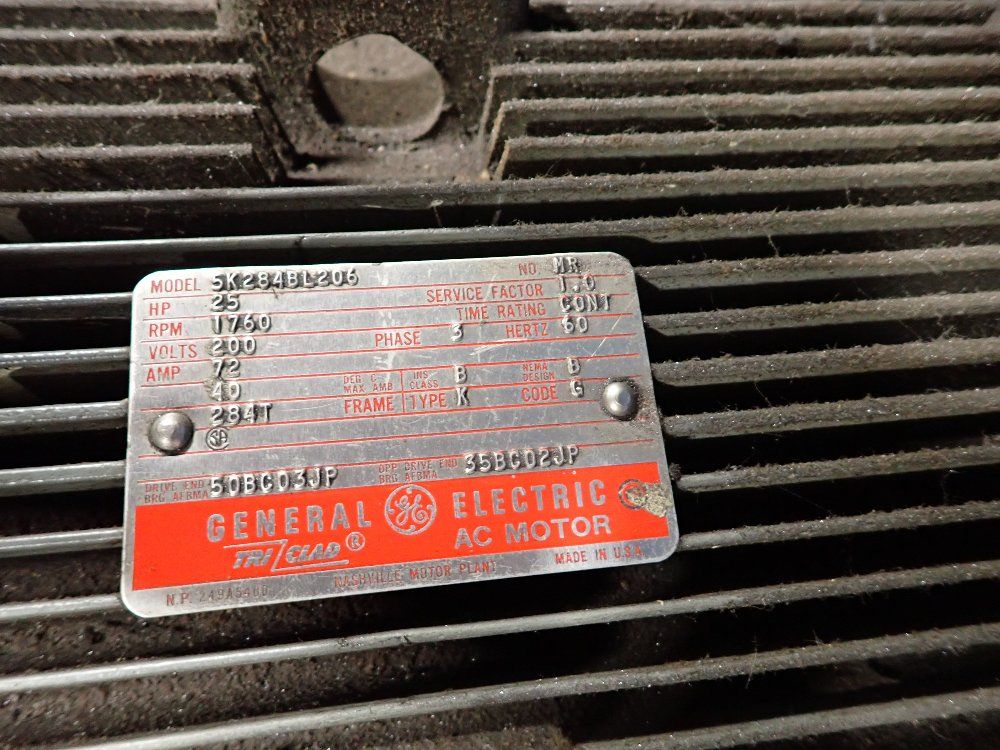 MODEL 5K284BL206 NO. MR
HP 25 SERVICE FACTOR 1.0
RPM. 1760 TIME RATING CONT
VOLTS 200 PHASE 3 HERTZ 60
AMP 72
40 DEG C MAX AMB INS CLASS B NEMA DESIGN B
284T FRAME TYPE K CODE G
SA
DRIVE END BRG AFBMA 50BC03JP OPP DRIVE END BRG AFBMA 35BC02JP
GENERAL GE ELECTRIC
TRI/CLAD ® AC MOTOR
NASHVILLE MOTOR PLANT MADE IN U.S.A.
N.P. 249A5400